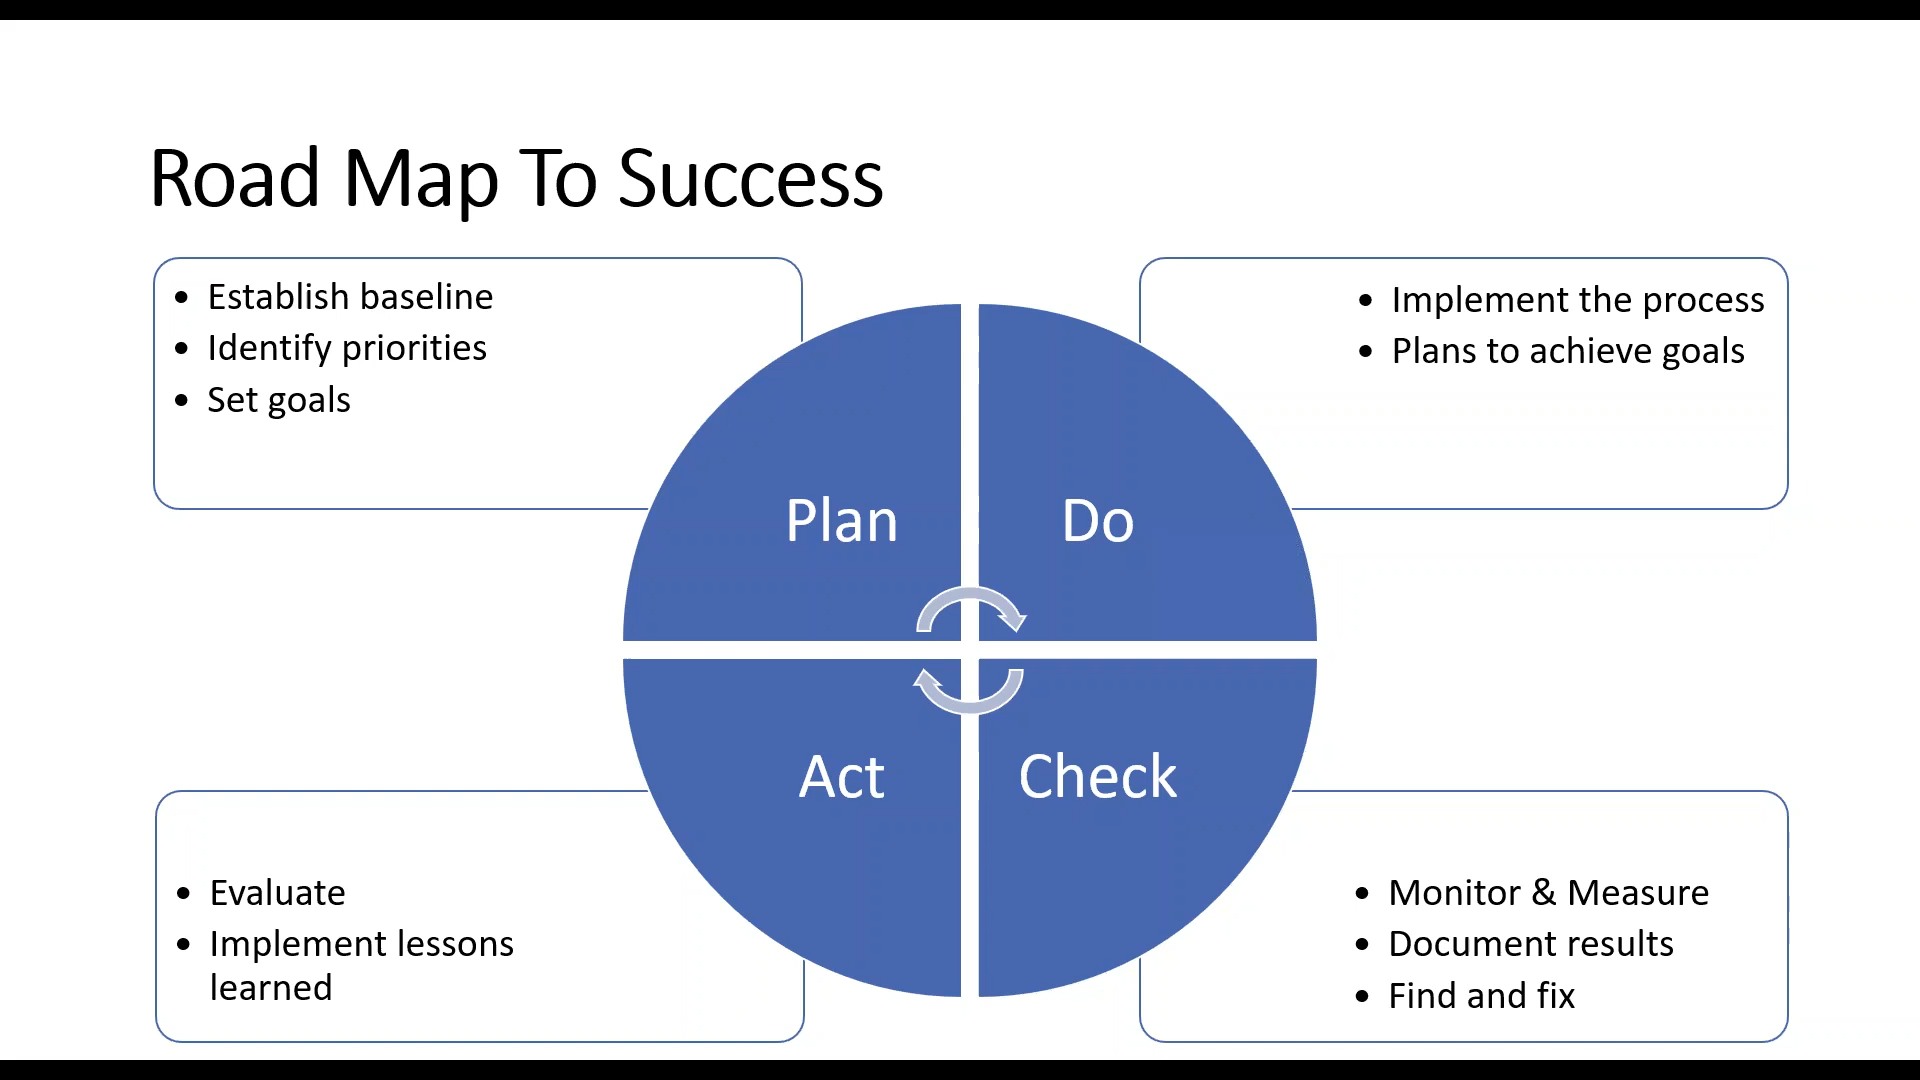 Road Map To Success
• Establish baseline
• Identify priorities
• Set goals
• Implement the process
• Plans to achieve goals
Plan
Do
Act
Check
• Evaluate
• Implement lessons
learned
• Monitor & Measure
• Document results
• Find and fix